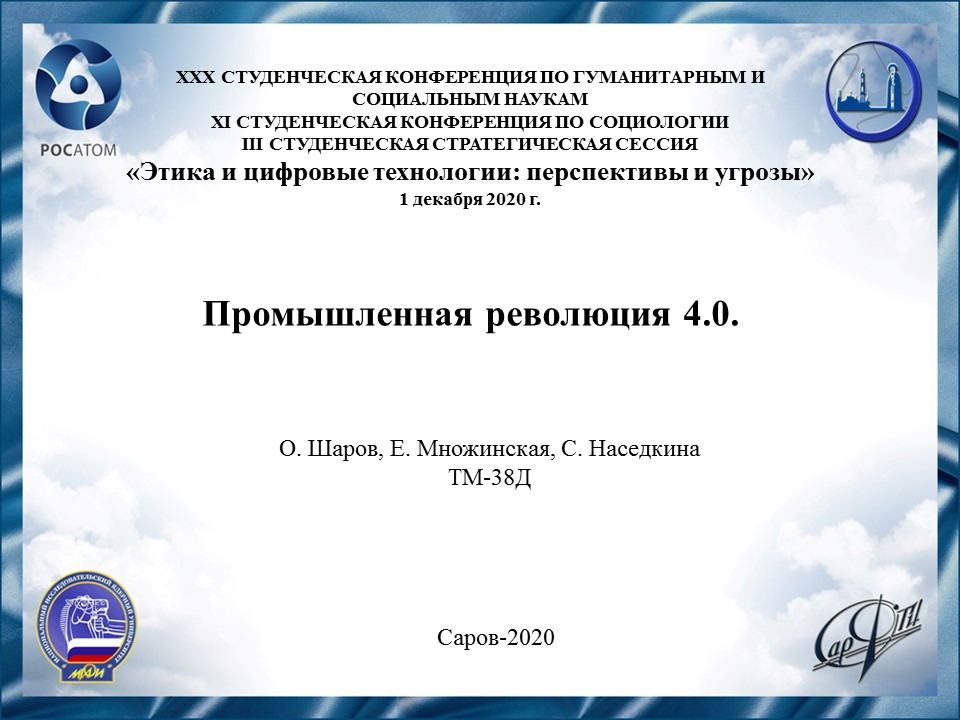 XXX СТУДЕНЧЕСКАЯ КОНФЕРЕНЦИЯ ПО ГУМАНИТАРНЫМ И
СОЦИАЛЬНЫМ НАУКАМ
XI СТУДЕНЧЕСКАЯ КОНФЕРЕНЦИЯ ПО СОЦИОЛОГИИ
III СТУДЕНЧЕСКАЯ СТРАТЕГИЧЕСКАЯ СЕССИЯ
«Этика и цифровые технологии: перспективы и угрозы»
1 декабря 2020 г.
РОСАТОМ
Промышленная революция 4.0.
О. Шаров, Е. Множинская, С. Наседкина
ТМ-38Д
НАЦИОНАЛЬНЫЙ ИССЛЕДОВАТЕЛЬСКИЙ ЯДЕРНЫЙ УНИВЕРСИТЕТ
МИФИ
Саров-2020
СарФТИ